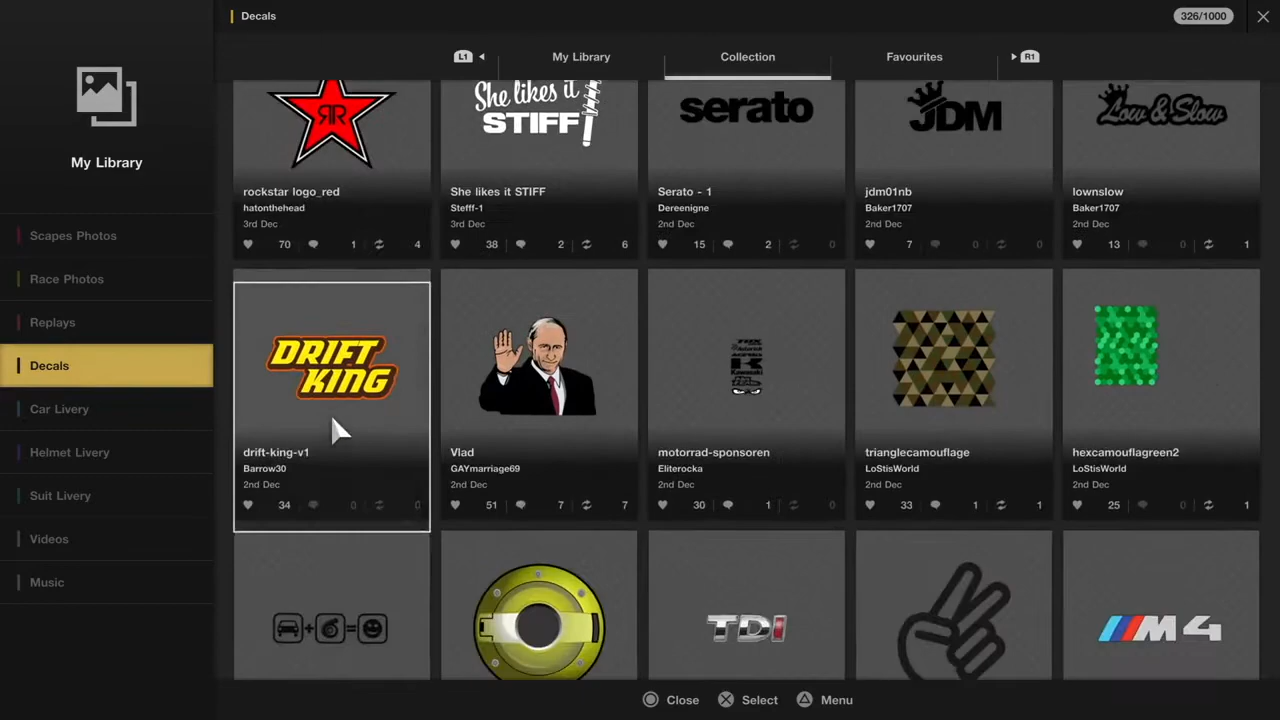 Decals
326/1000
L1
My Library
Collection
Favourites
R1
My Library
Scapes Photos
Race Photos
Replays
Decals
Car Livery
Helmet Livery
Suit Livery
Videos
Music
RR
rockstar logo_red
hatonthehead
3rd Dec
70 1 4
She likes it
STIFF
She likes it STIFF
Stefff-1
3rd Dec
38 2 6
serato
Serato - 1
Dereenigne
2nd Dec
15 2 0
JDM
jdm01nb
Baker1707
2nd Dec
7 0 0
Low & Slow
lownslow
Baker1707
2nd Dec
13 0 1
DRIFT
KING
drift-king-v1
Barrow30
2nd Dec
34 0 0
Vlad
GAYmarriage69
2nd Dec
51 7 7
Kawasaki
motorrad-sponsoren
Eliterocka
2nd Dec
30 1 0
trianglecamouflage
LoStisWorld
2nd Dec
33 1 1
hexcamouflagreen2
LoStisWorld
2nd Dec
25 0 1
+ =
TDI
M4
Close Select Menu